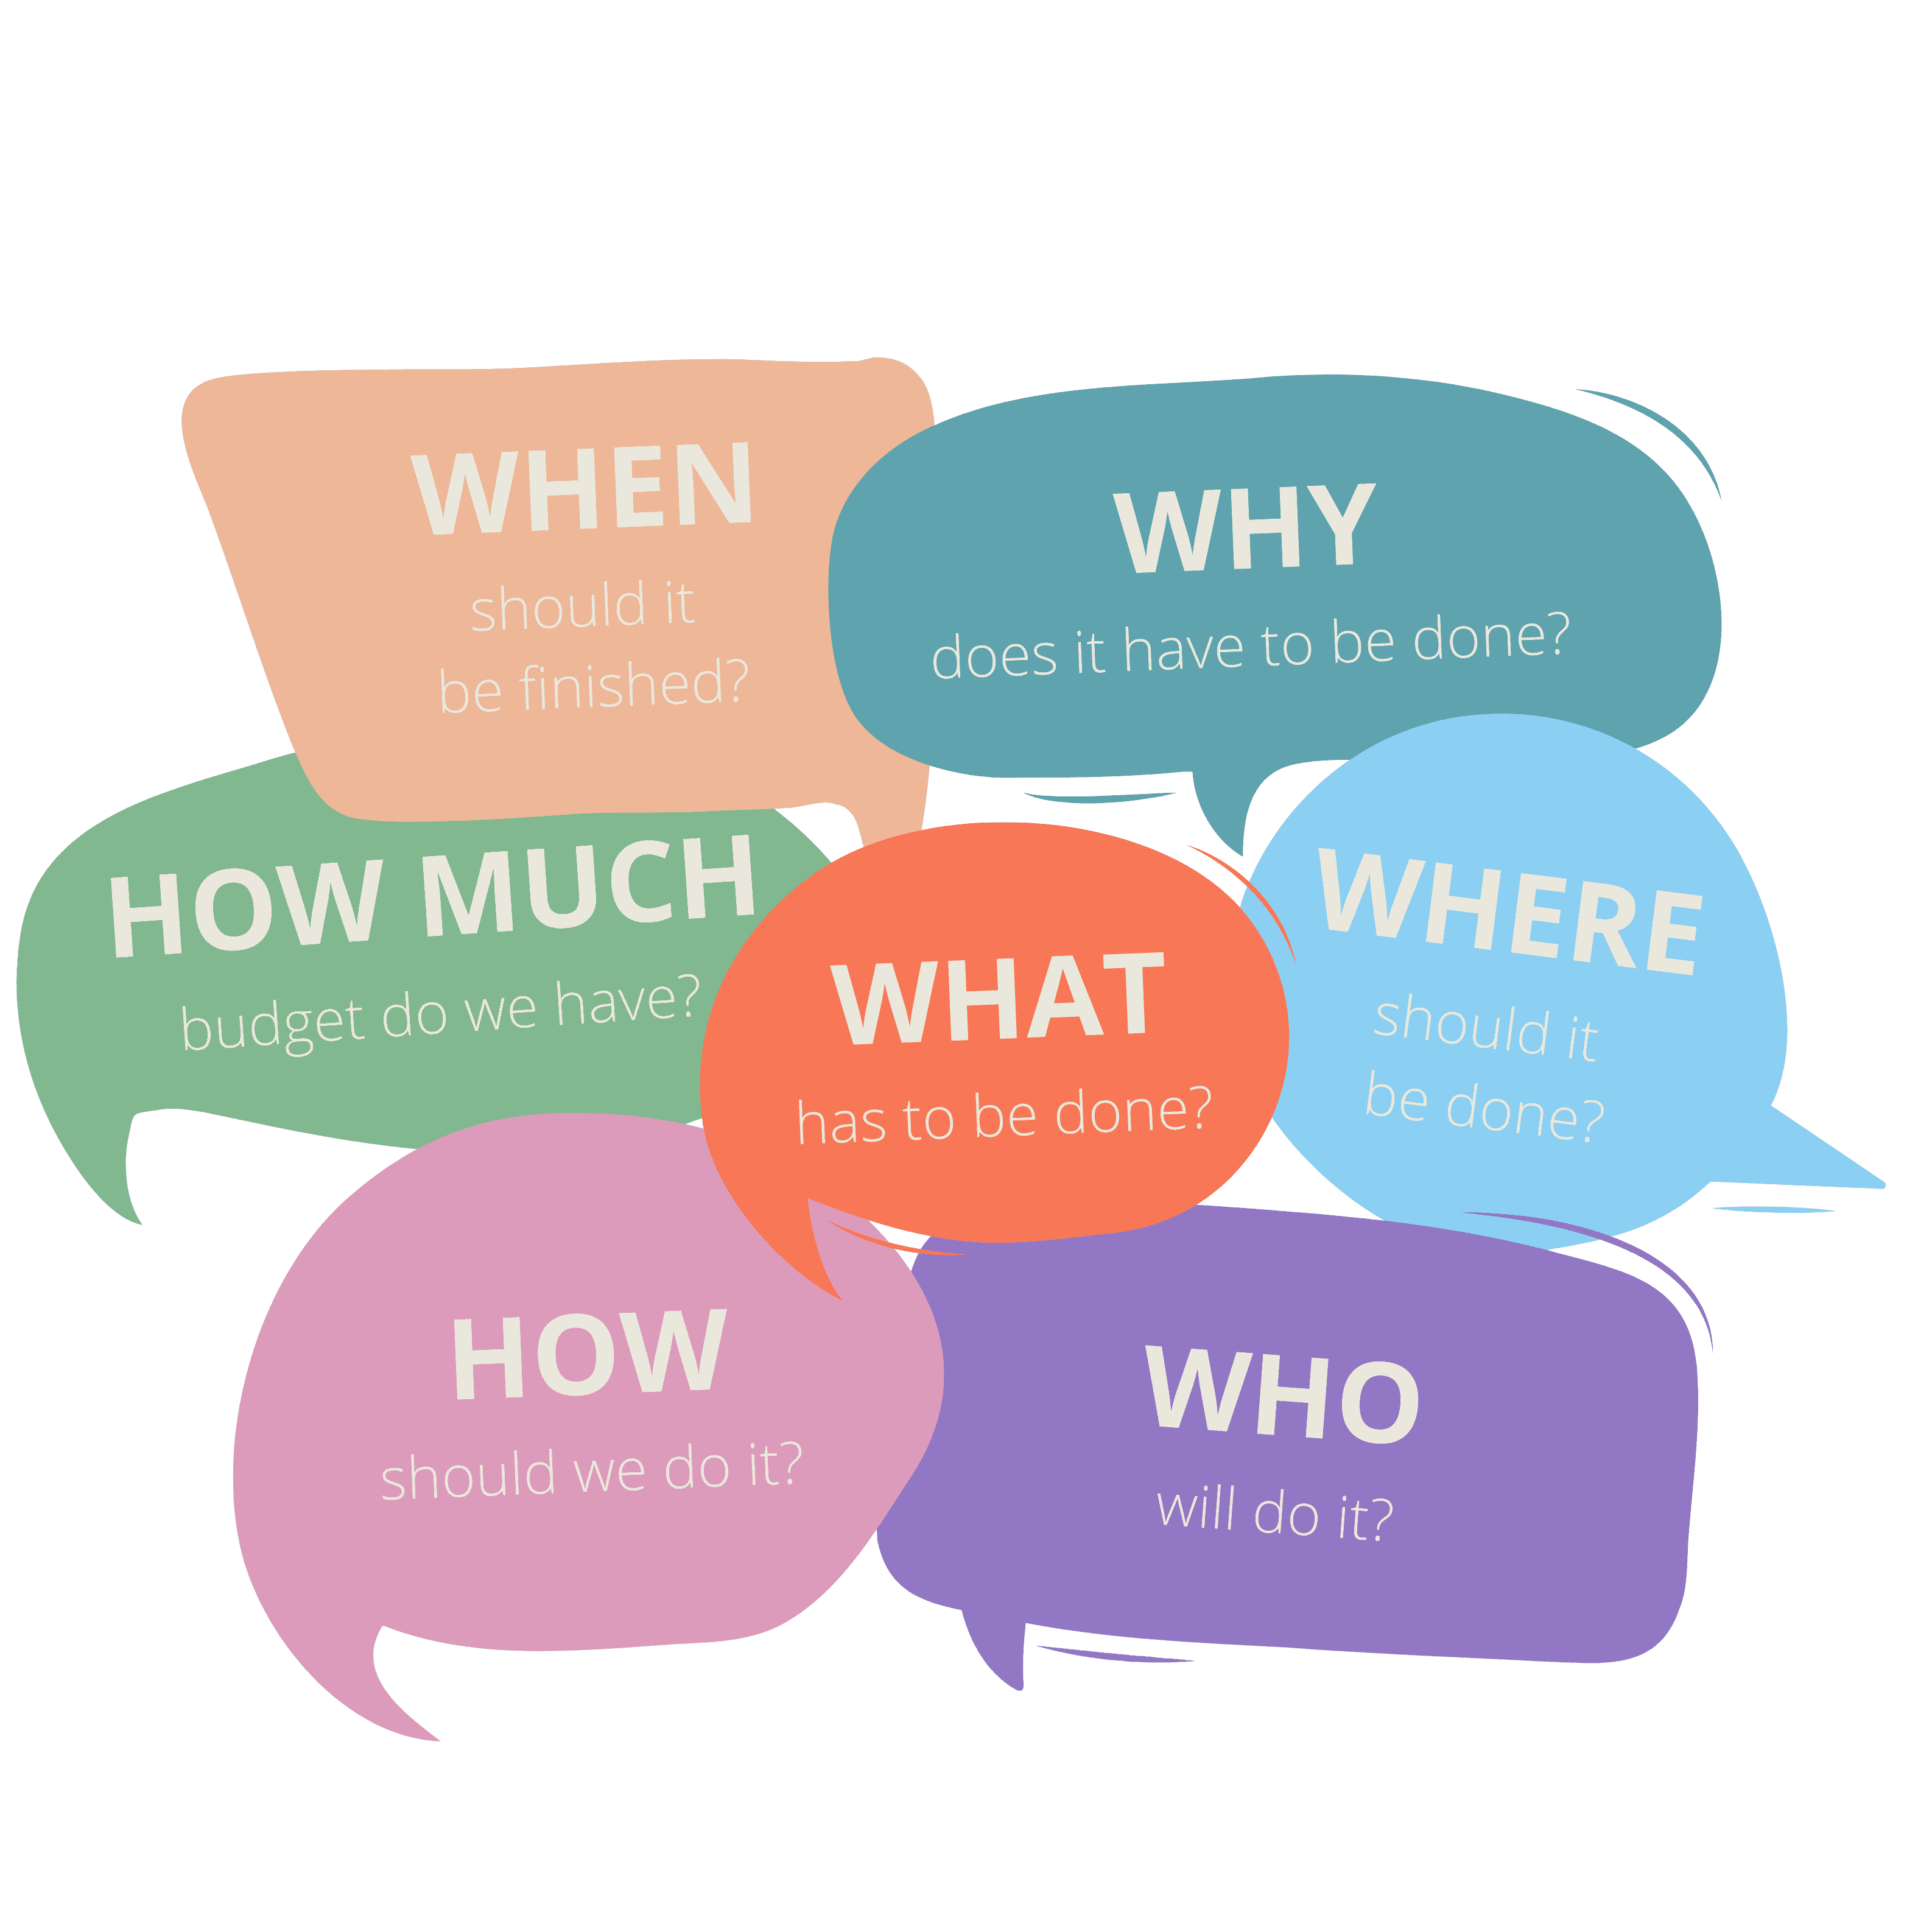 WHEN
should it
be finished?
WHY
does it have to be done?
HOW MUCH
budget do we have?
WHAT
has to be done?
WHERE
should it
be done?
HOW
should we do it?
WHO
will do it?